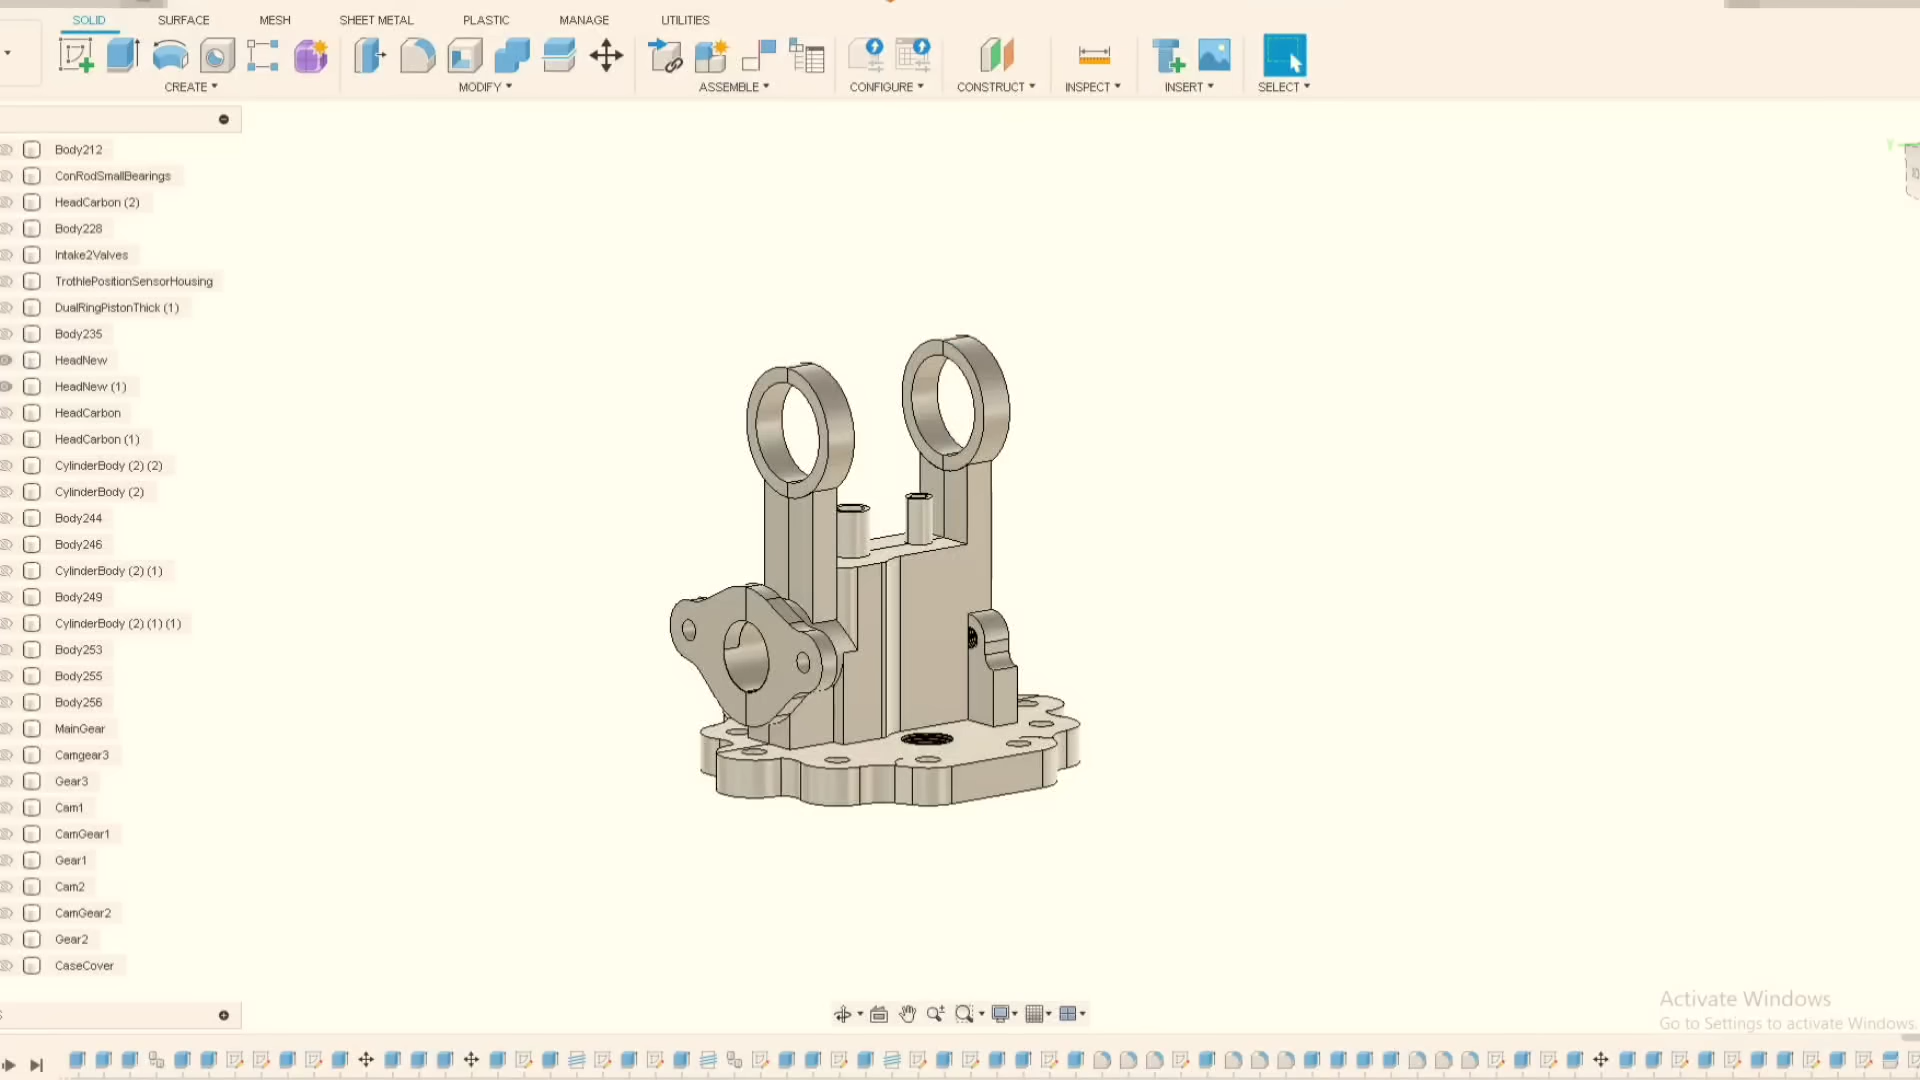 SOLID SURFACE MESH SHEET METAL PLASTIC MANAGE UTILITIES
CREATE MODIFY ASSEMBLE CONFIGURE CONSTRUCT INSPECT INSERT SELECT
Body212
ConRodSmallBearings
HeadCarbon (2)
Body228
Intake2Valves
TrothlePositionSensorHousing
DualRingPistonThick (1)
Body235
HeadNew
HeadNew (1)
HeadCarbon
HeadCarbon (1)
CylinderBody (2) (2)
CylinderBody (2)
Body244
Body246
CylinderBody (2) (1)
Body249
CylinderBody (2) (1) (1)
Body253
Body255
Body256
MainGear
Camgear3
Gear3
Cam1
CamGear1
Gear1
Cam2
CamGear2
Gear2
CaseCover
Y
Activate Windows
Go to Settings to activate Windows.